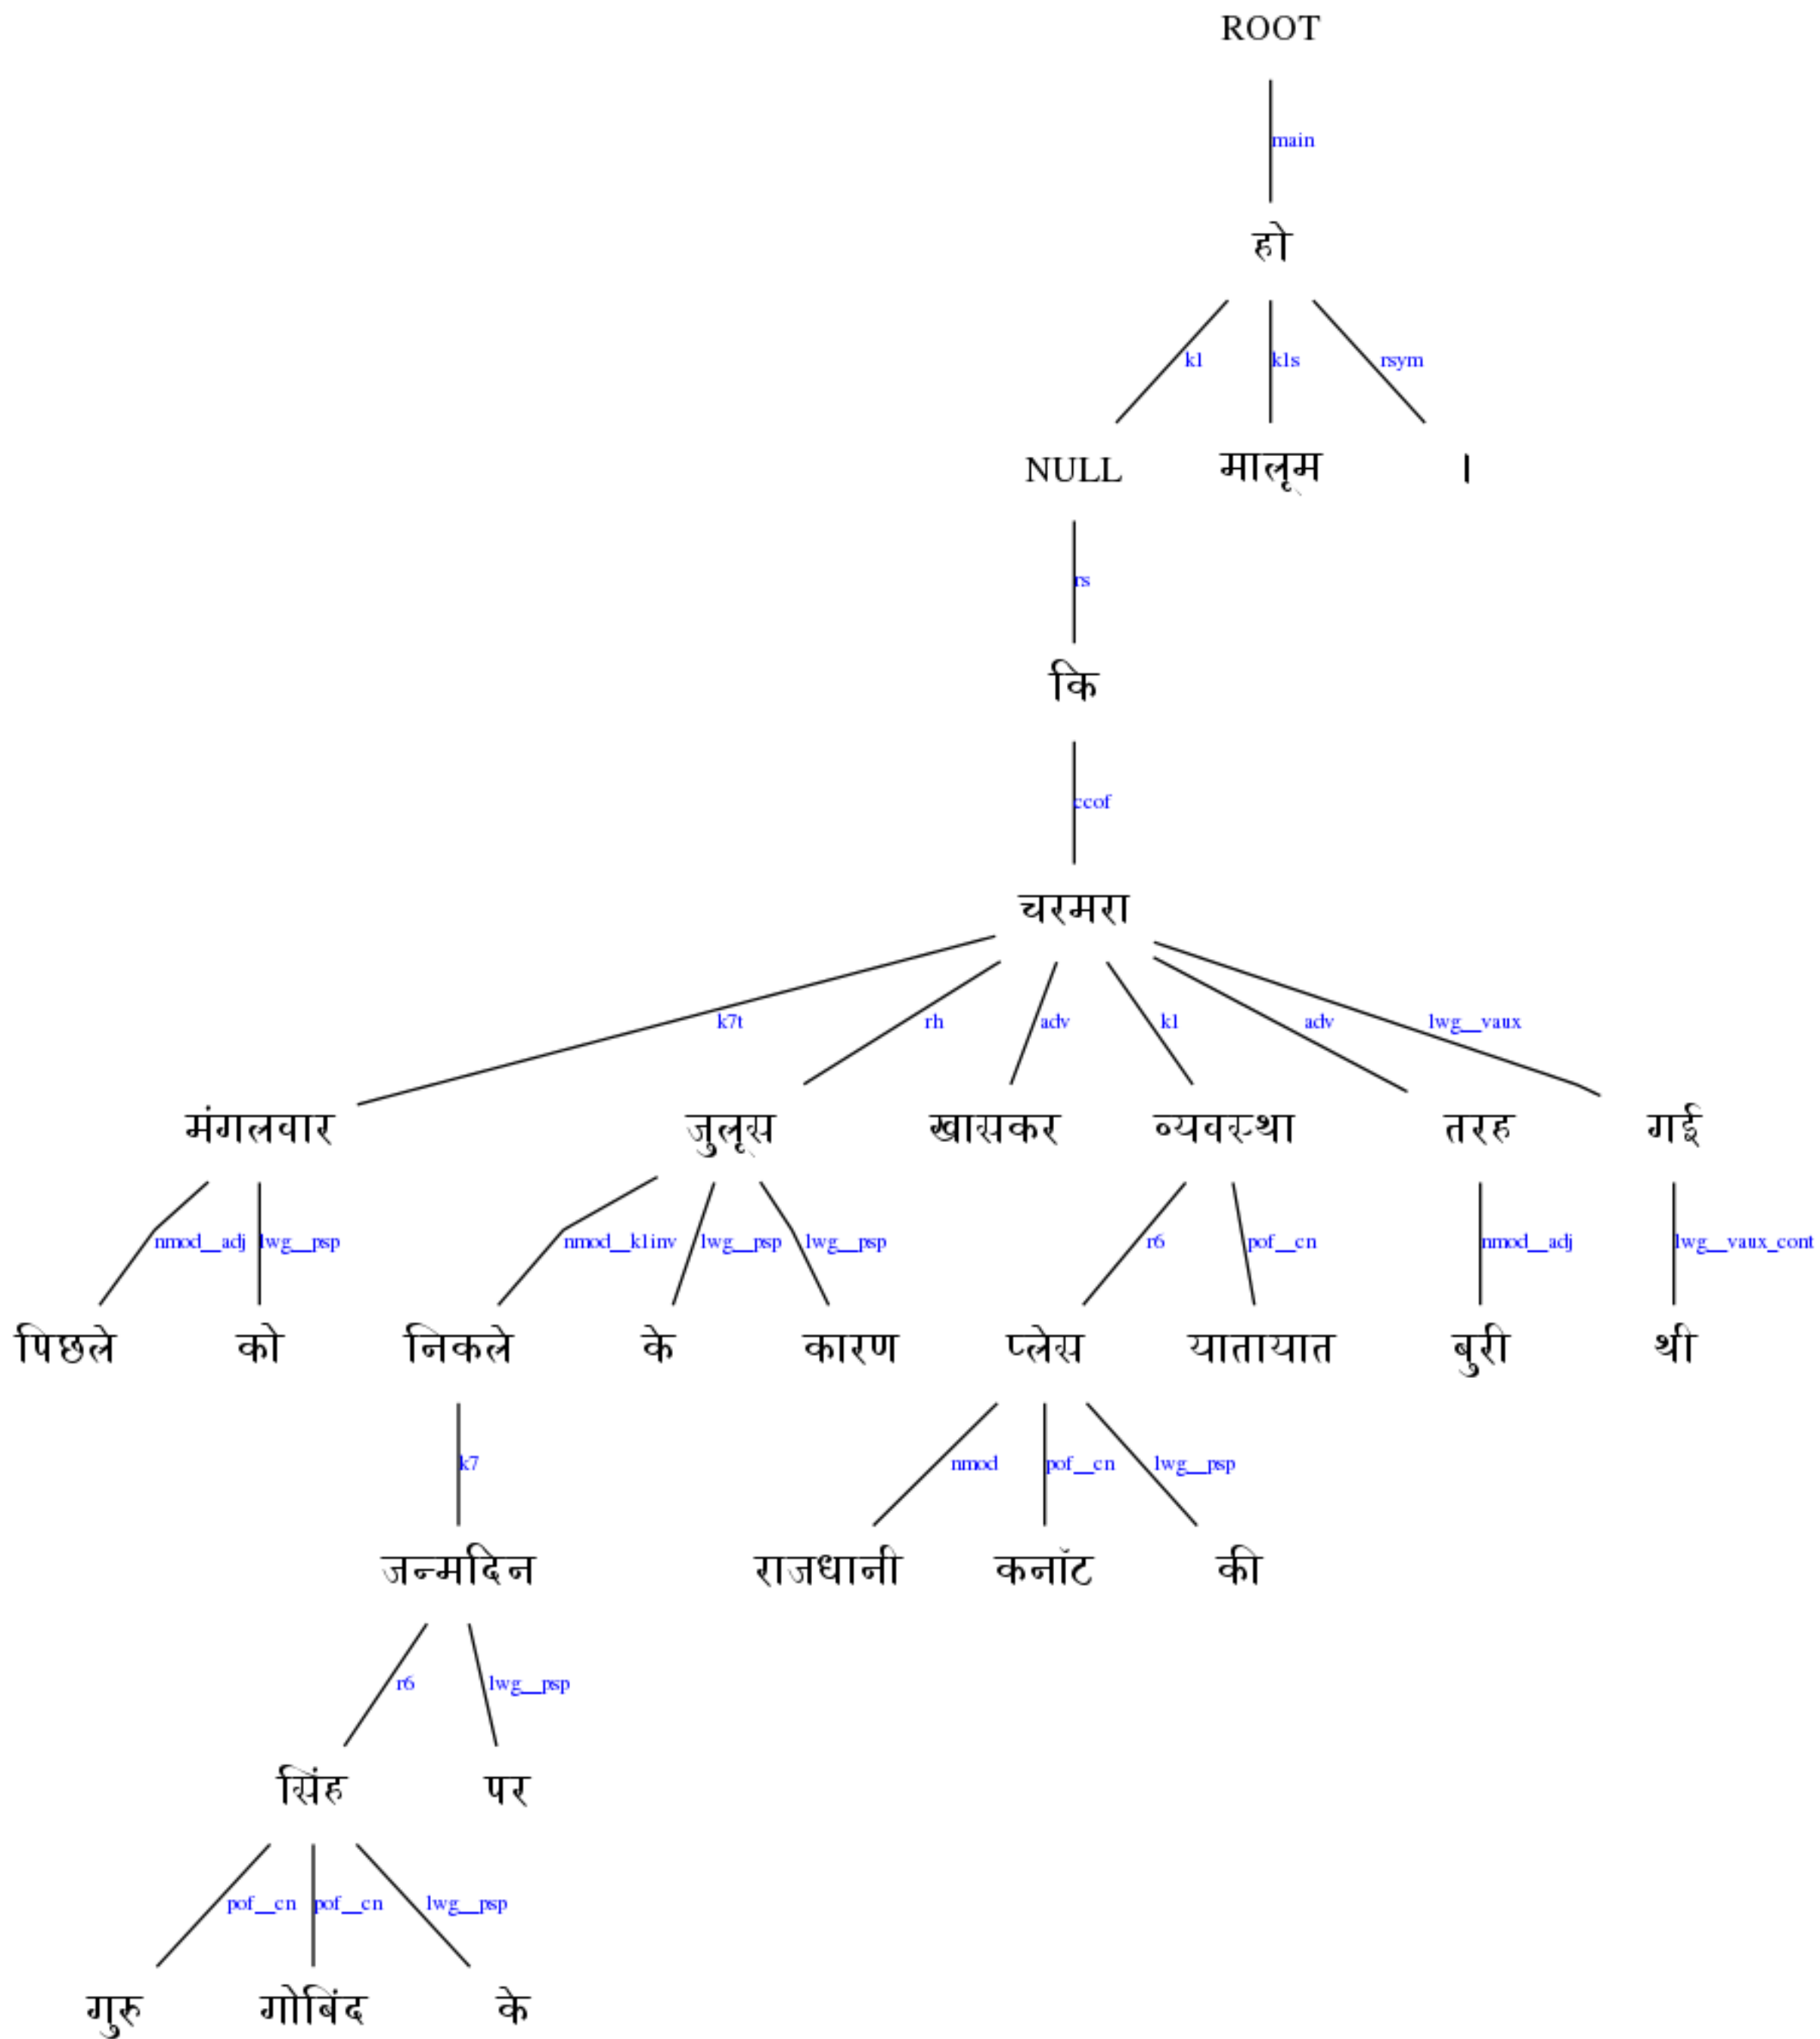 ROOT
main
हो
k1 k1s rsym
NULL मालूम ।
rs
कि
ccof
चरमरा
k7t rh adv k1 adv lwg__vaux
मंगलवार जुलूस खासकर व्यवस्था तरह गई
nmod__adj lwg__psp nmod__k1inv lwg__psp lwg__psp r6 pof__cn nmod__adj lwg__vaux_cont
पिछले को निकले के कारण प्लेस यातायात बुरी थी
k7 nmod pof__cn lwg__psp
जन्मदिन राजधानी कनॉट की
r6 lwg__psp
सिंह पर
pof__cn pof__cn lwg__psp
गुरु गोबिंद के